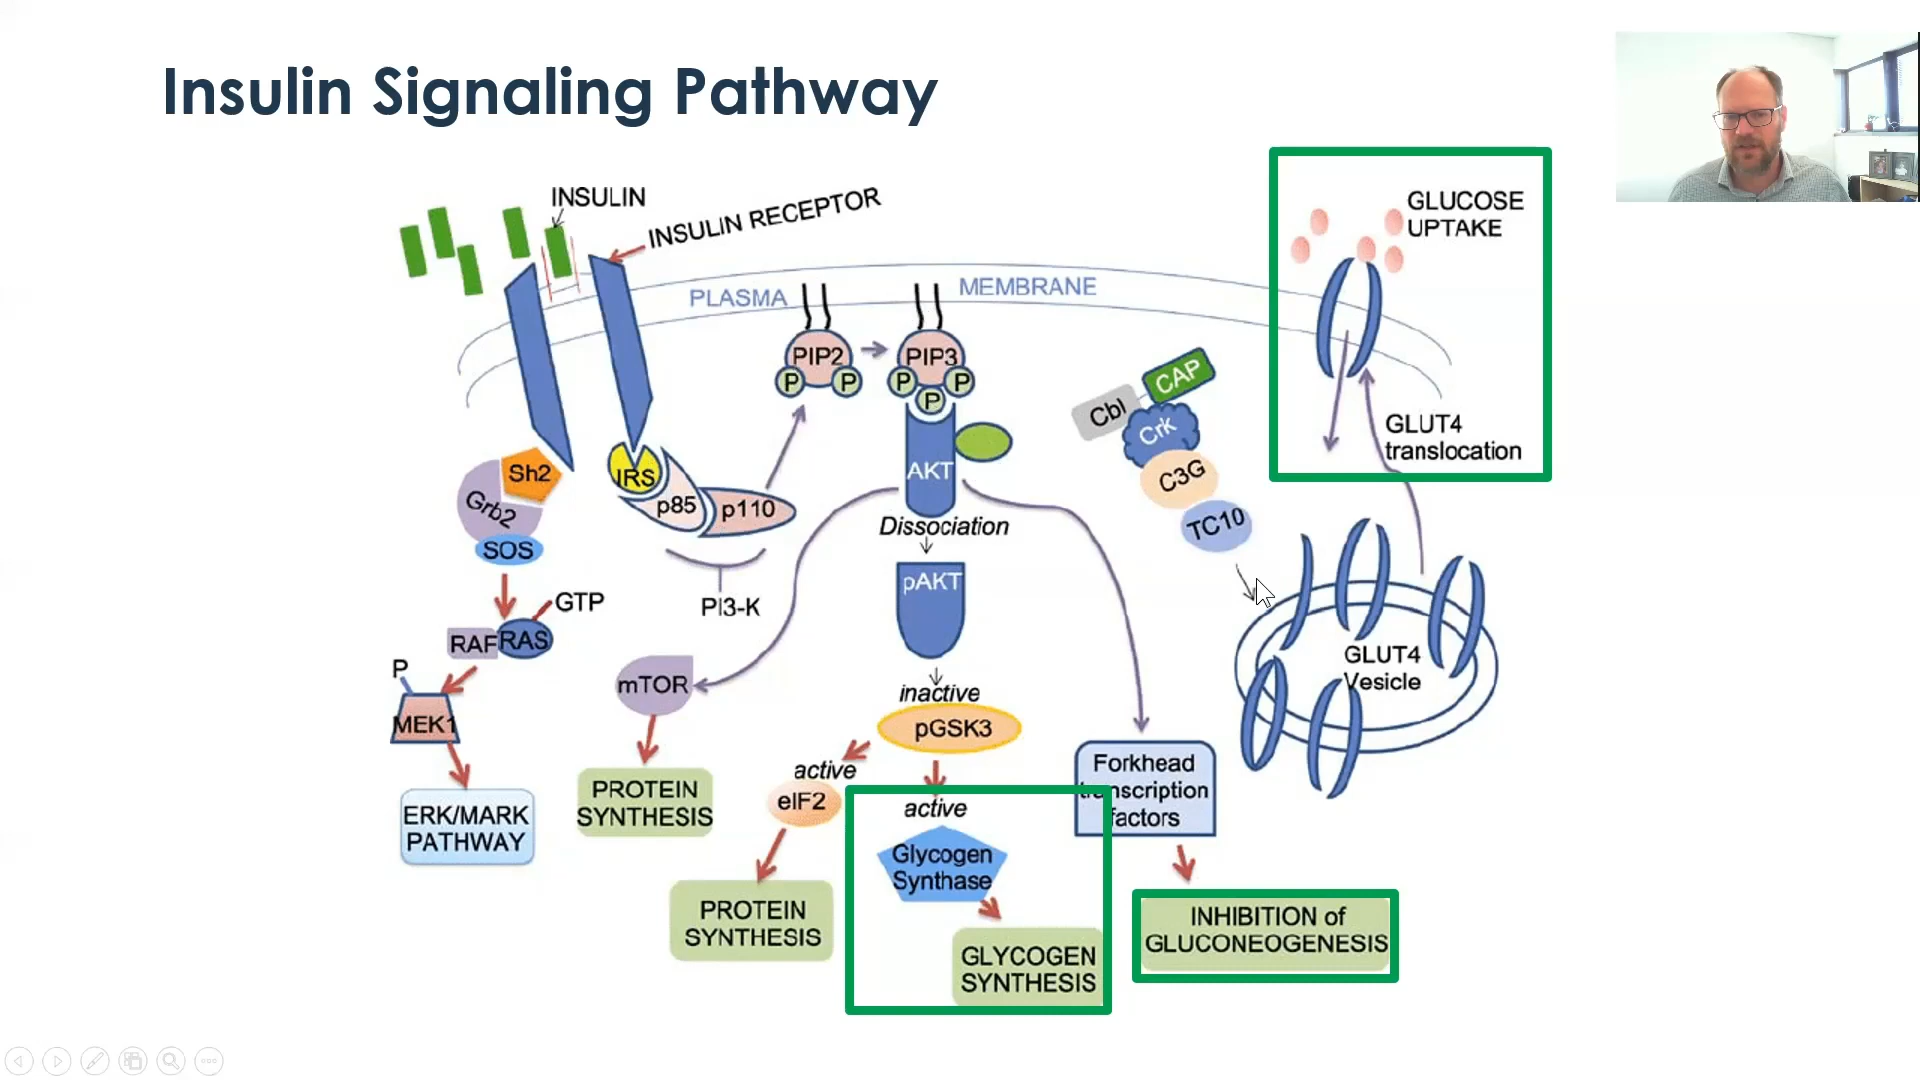 Insulin Signaling Pathway
INSULIN
INSULIN RECEPTOR
GLUCOSE
UPTAKE
PLASMA
MEMBRANE
PIP2
PIP3
P
P
P
P
P
CAP
Cbl
Crk
C3G
TC10
GLUT4
translocation
Sh2
Grb2
SOS
IRS
p85
p110
PI3-K
AKT
Dissociation
pAKT
GTP
RAF
RAS
P
MEK1
ERK/MARK
PATHWAY
mTOR
PROTEIN
SYNTHESIS
inactive
pGSK3
active
eIF2
PROTEIN
SYNTHESIS
active
Glycogen
Synthase
GLYCOGEN
SYNTHESIS
Forkhead
transcription
factors
INHIBITION of
GLUCONEOGENESIS
GLUT4
Vesicle